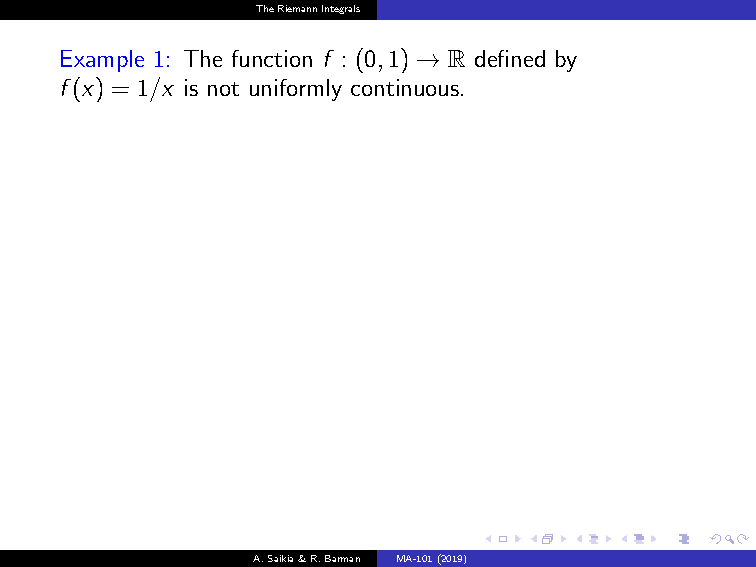 The Riemann Integrals
Example 1: The function f : (0, 1) → ℝ defined by
f(x) = 1/x is not uniformly continuous.
A. Saikia & R. Barman MA-101 (2019)